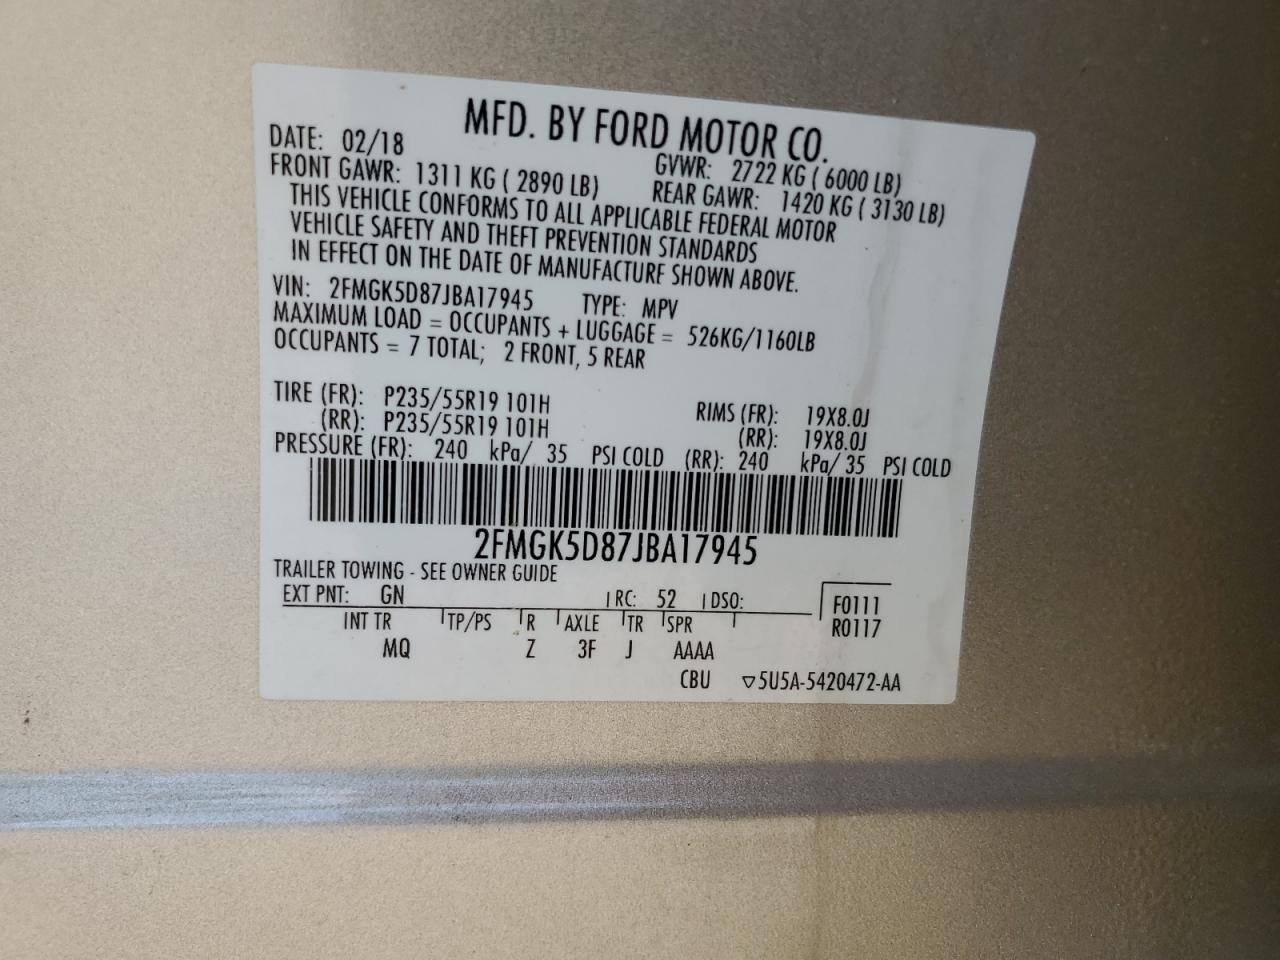 MFD. BY FORD MOTOR CO.
DATE: 02/18 GVWR: 2722 KG ( 6000 LB)
FRONT GAWR: 1311 KG ( 2890 LB) REAR GAWR: 1420 KG ( 3130 LB)
THIS VEHICLE CONFORMS TO ALL APPLICABLE FEDERAL MOTOR
VEHICLE SAFETY AND THEFT PREVENTION STANDARDS
IN EFFECT ON THE DATE OF MANUFACTURE SHOWN ABOVE.
VIN: 2FMGK5D87JBA17945 TYPE: MPV
MAXIMUM LOAD = OCCUPANTS + LUGGAGE = 526KG/1160LB
OCCUPANTS = 7 TOTAL; 2 FRONT, 5 REAR
TIRE (FR): P235/55R19 101H RIMS (FR): 19X8.0J
(RR): P235/55R19 101H (RR): 19X8.0J
PRESSURE (FR): 240 kPa/ 35 PSI COLD (RR): 240 kPa/ 35 PSI COLD
2FMGK5D87JBA17945
TRAILER TOWING - SEE OWNER GUIDE
EXT PNT: GN RC: 52 DSO: F0111
INT TR TP/PS R AXLE TR SPR R0117
MQ Z 3F J AAAA
CBU ▽5U5A-5420472-AA